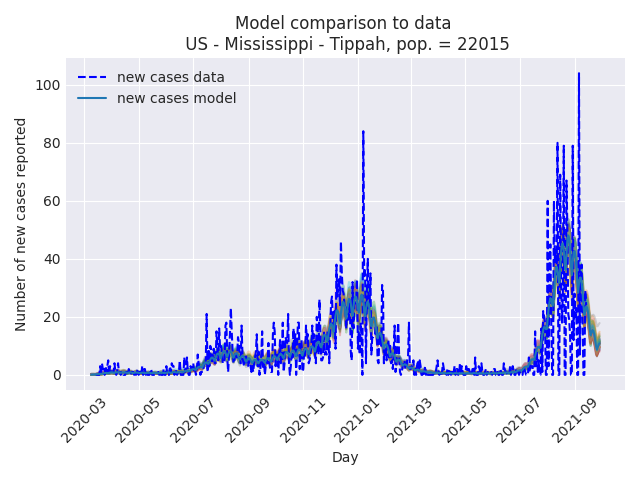 Model comparison to data
US - Mississippi - Tippah, pop. = 22015
new cases data
new cases model
Number of new cases reported
100
80
60
40
20
0
2020-03
2020-05
2020-07
2020-09
2020-11
2021-01
2021-03
2021-05
2021-07
2021-09
Day